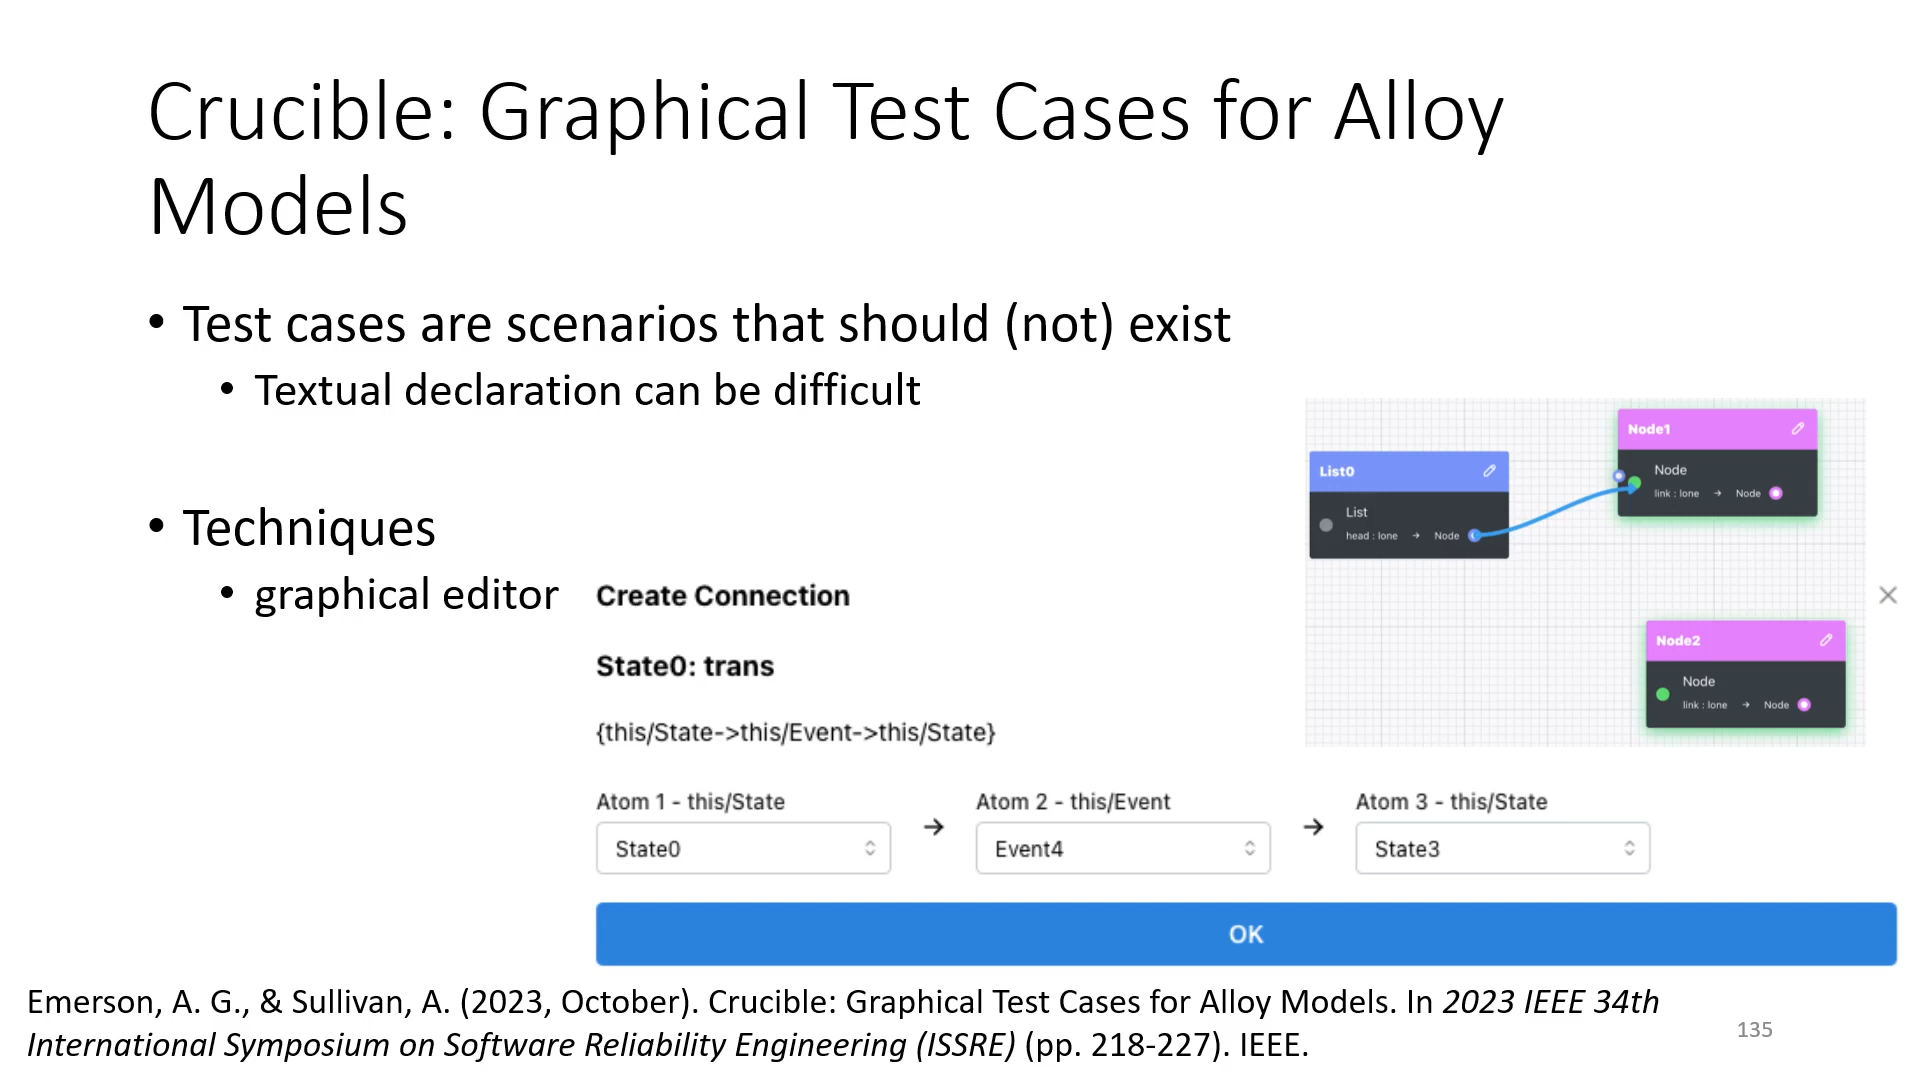 Crucible: Graphical Test Cases for Alloy
Models
• Test cases are scenarios that should (not) exist
• Textual declaration can be difficult
• Techniques
• graphical editor
List0
List
head : lone → Node
Node1
Node
link : lone → Node
Node2
Node
link : lone → Node
Create Connection
State0: trans
{this/State->this/Event->this/State}
Atom 1 - this/State → Atom 2 - this/Event → Atom 3 - this/State
State0 Event4 State3
OK
Emerson, A. G., & Sullivan, A. (2023, October). Crucible: Graphical Test Cases for Alloy Models. In 2023 IEEE 34th
International Symposium on Software Reliability Engineering (ISSRE) (pp. 218-227). IEEE.
135